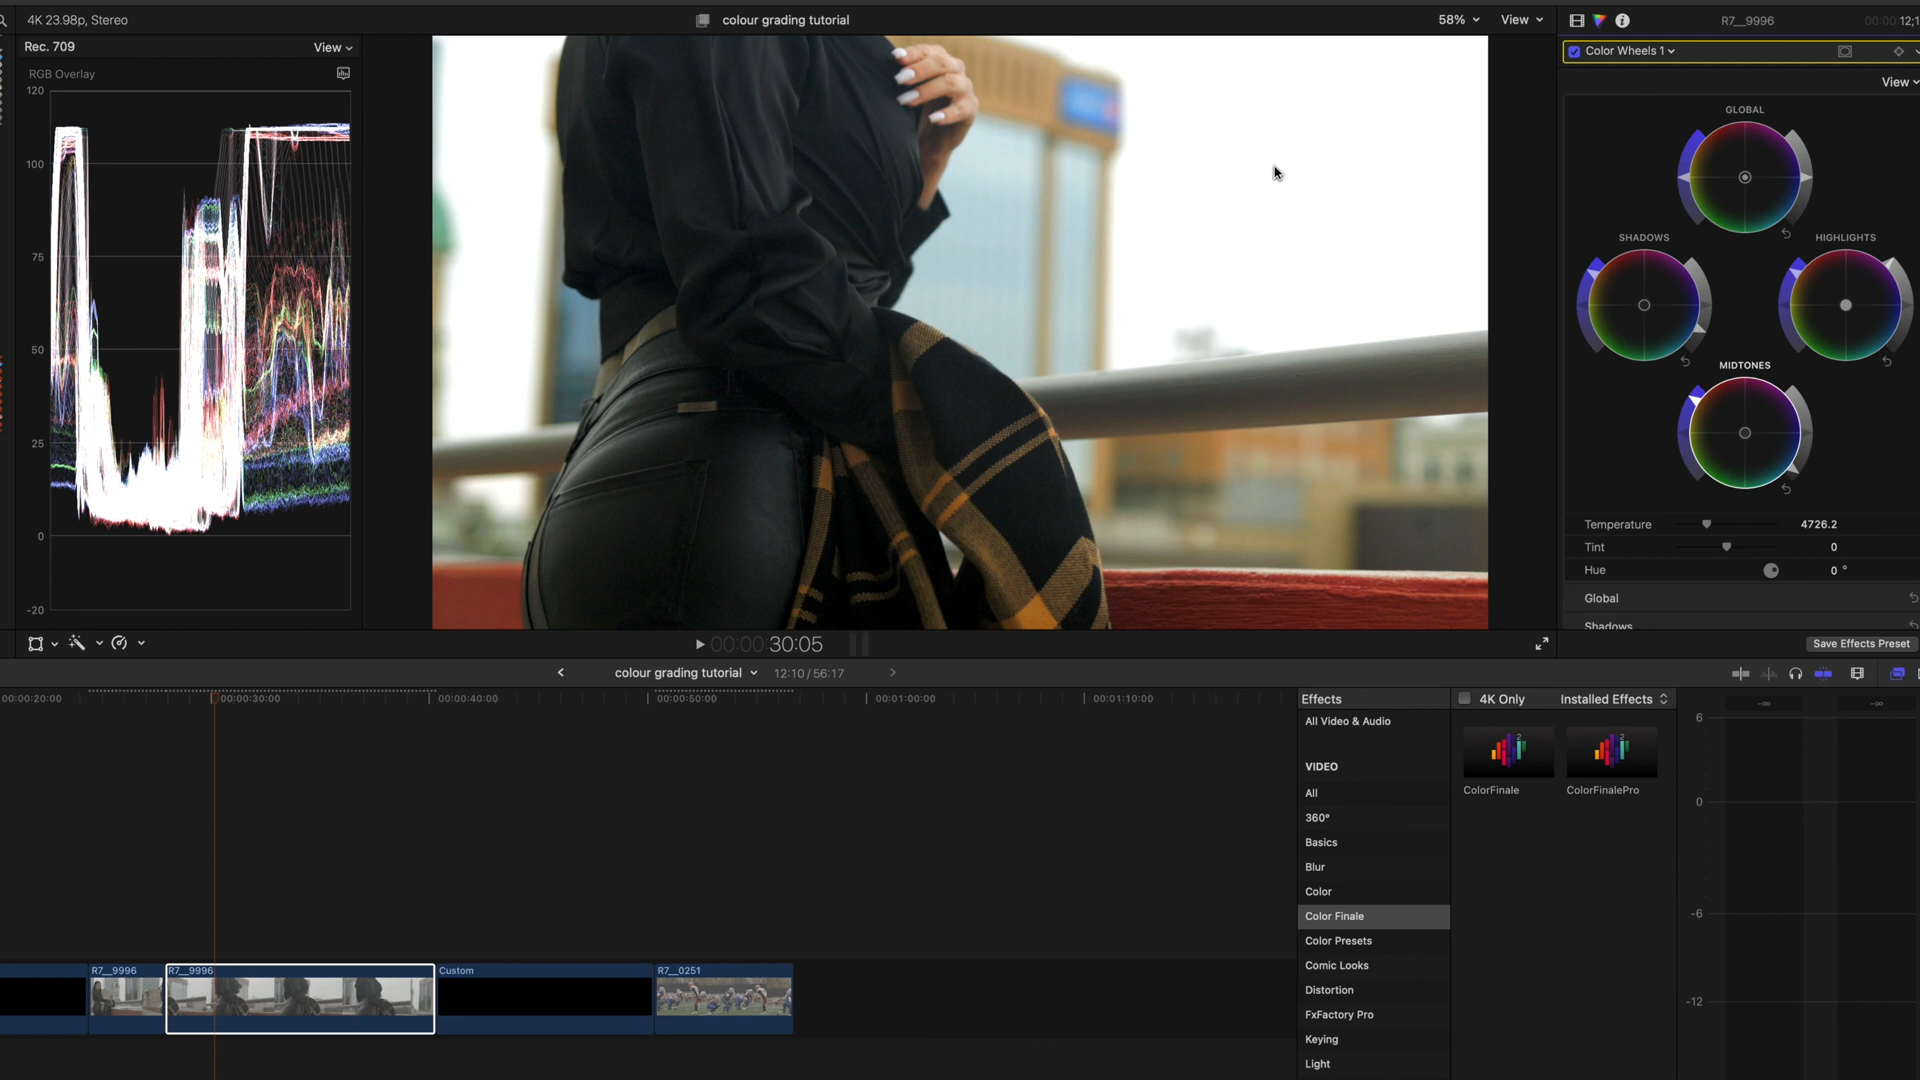 4K 23.98p, Stereo
colour grading tutorial
58%
View
R7__9996
00:00:12;1
Rec. 709
View
Color Wheels 1
RGB Overlay
View
120
100
75
50
25
0
-20
GLOBAL
SHADOWS
HIGHLIGHTS
MIDTONES
Temperature
4726.2
Tint
0
Hue
0 °
Global
Shadows
00:00:00:30:05
Save Effects Preset
colour grading tutorial
12:10 / 56:17
00:00:20:00
00:00:30:00
00:00:40:00
00:00:50:00
00:01:00:00
00:01:10:00
Effects
4K Only
Installed Effects
All Video & Audio
VIDEO
All
360°
Basics
Blur
Color
Color Finale
Color Presets
Comic Looks
Distortion
FxFactory Pro
Keying
Light
2
2
ColorFinale
ColorFinalePro
-∞
-∞
6
0
-6
-12
R7__9996
R7__9996
Custom
R7__0251